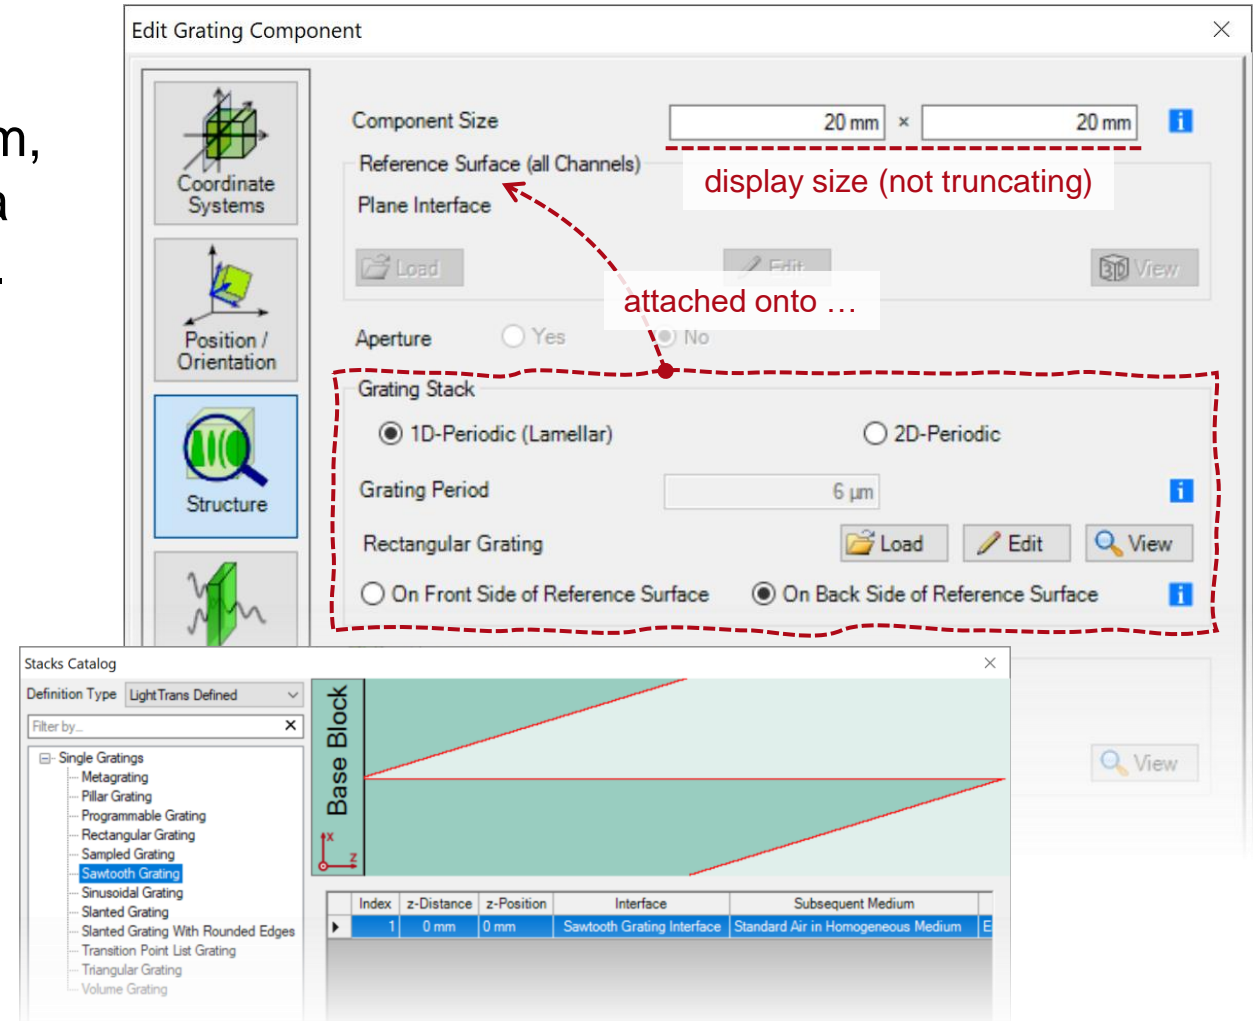 m,
a
.
Edit Grating Component
Coordinate
Systems
Position /
Orientation
Structure
Component Size 20 mm × 20 mm
display size (not truncating)
Reference Surface (all Channels)
Plane Interface
Load Edit 3D View
attached onto …
Aperture Yes No
Grating Stack
1D-Periodic (Lamellar) 2D-Periodic
Grating Period 6 µm
Rectangular Grating Load Edit View
On Front Side of Reference Surface On Back Side of Reference Surface
View
Stacks Catalog
Definition Type LightTrans Defined
Filter by...
Single Gratings
Metagrating
Pillar Grating
Programmable Grating
Rectangular Grating
Sampled Grating
Sawtooth Grating
Sinusoidal Grating
Slanted Grating
Slanted Grating With Rounded Edges
Transition Point List Grating
Triangular Grating
Volume Grating
Base Block
x
z
Index z-Distance z-Position Interface Subsequent Medium
1 0 mm 0 mm Sawtooth Grating Interface Standard Air in Homogeneous Medium E